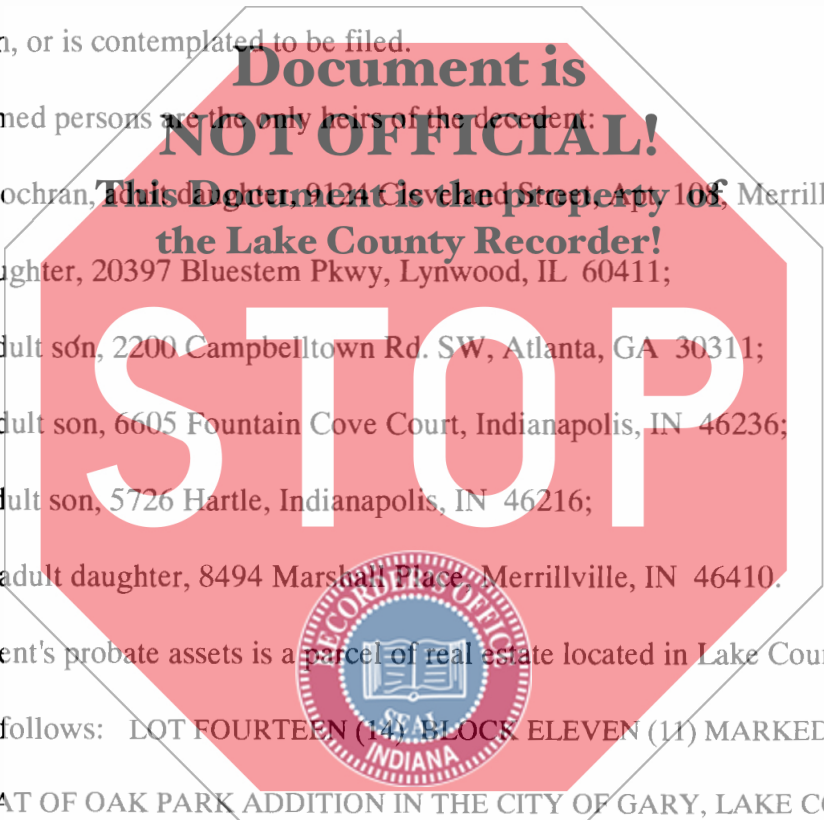 n, or is contemplated to be filed.
Document is
ned persons are the only heirs of the decedent:
NOT OFFICIAL!
ochran, adult daughter, 9124 Cleveland Street, Apt. 108, Merrill
This Document is the property of
the Lake County Recorder!
ughter, 20397 Bluestem Pkwy, Lynwood, IL 60411;
STOP
dult son, 2200 Campbelltown Rd. SW, Atlanta, GA 30311;
dult son, 6605 Fountain Cove Court, Indianapolis, IN 46236;
dult son, 5726 Hartle, Indianapolis, IN 46216;
adult daughter, 8494 Marshall Place, Merrillville, IN 46410.
RECORDER'S OFFICE
ent's probate assets is a parcel of real estate located in Lake Cou
follows: LOT FOURTEEN (14) BLOCK ELEVEN (11) MARKED
SEAL
INDIANA
AT OF OAK PARK ADDITION IN THE CITY OF GARY, LAKE CO